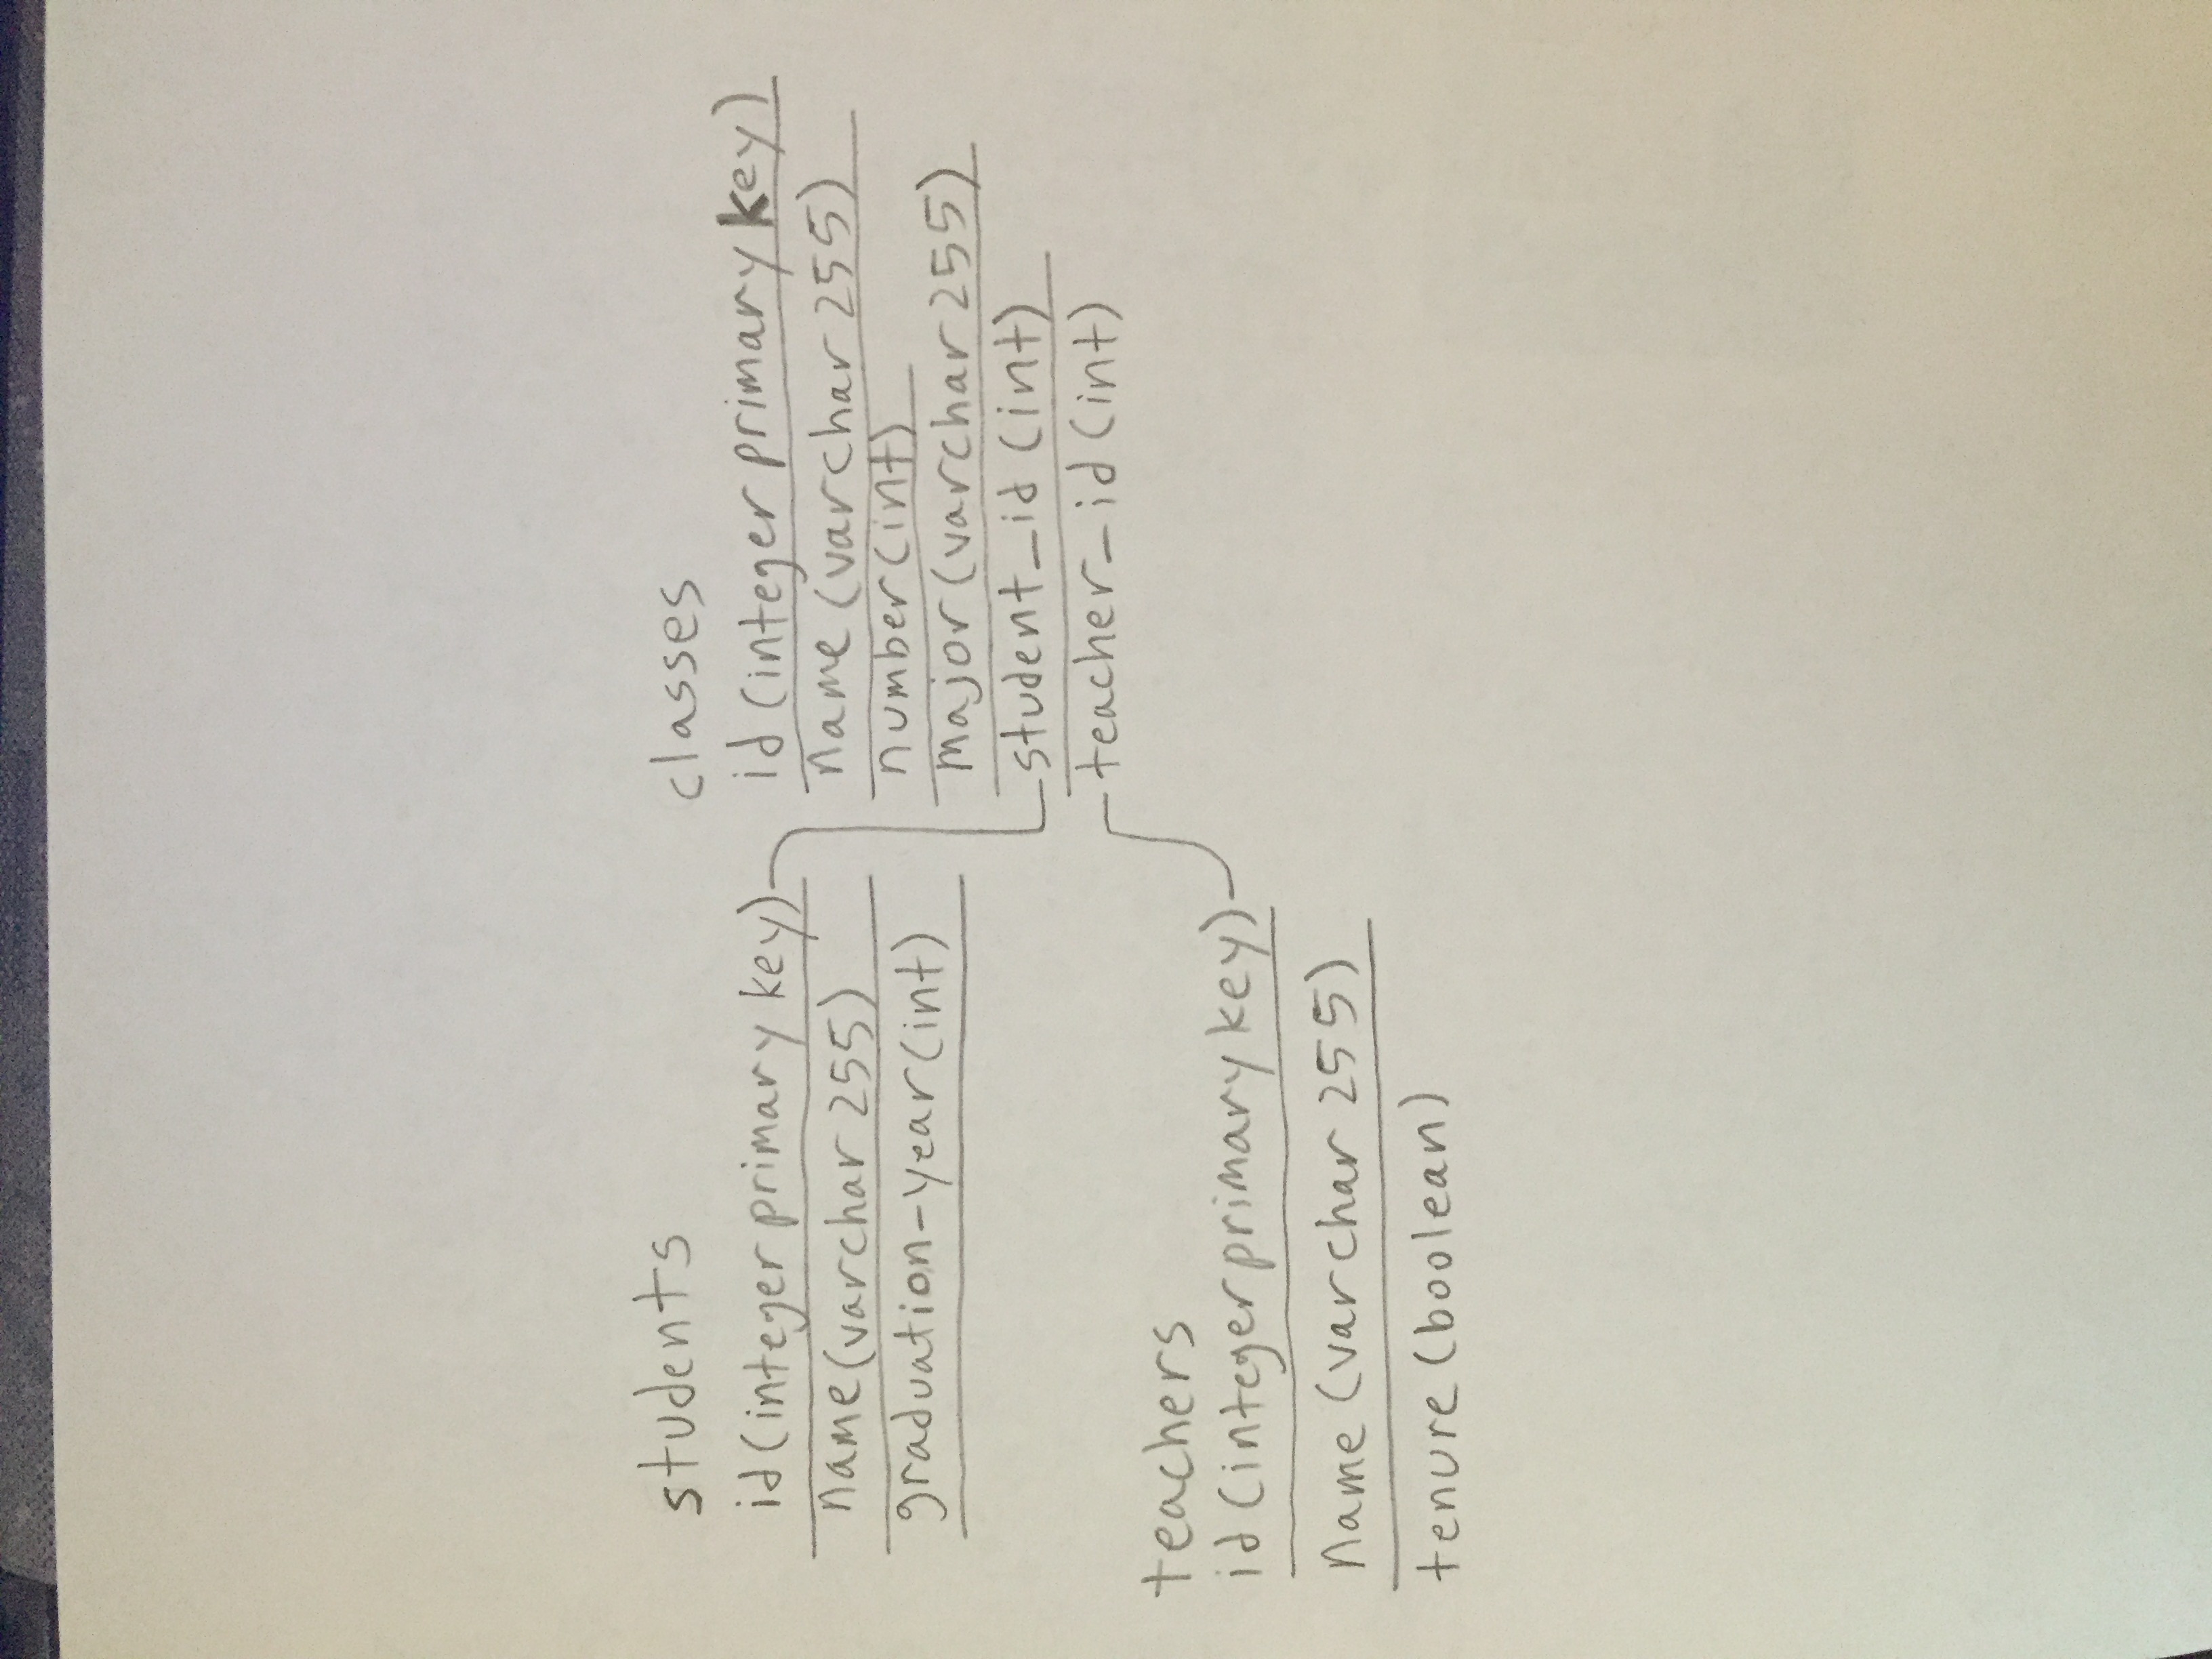 students
id (integer primary key)
name (varchar 255)
graduation-year (int)
classes
id (integer primary key)
name (varchar 255)
number (int)
major (varchar 255)
student_id (int)
teacher_id (int)
teachers
id (integer primary key)
name (varchar 255)
tenure (boolean)